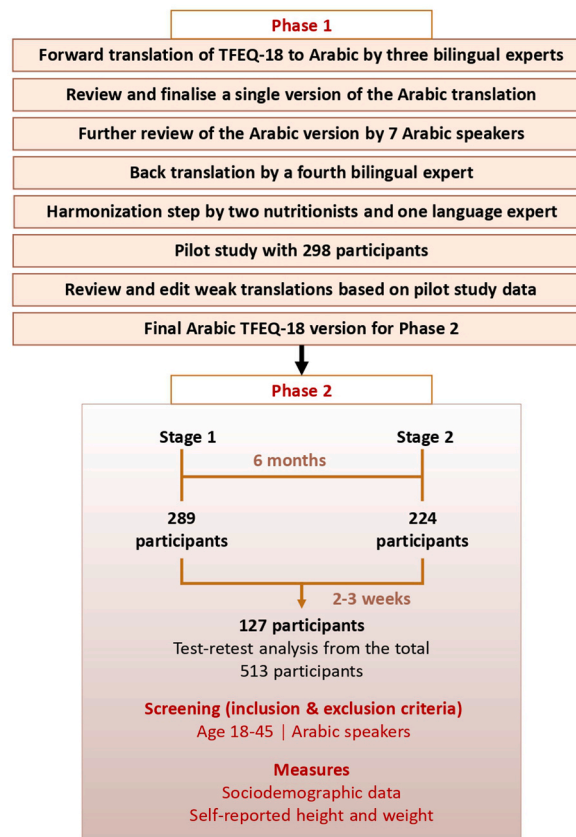 Phase 1
Forward translation of TFEQ-18 to Arabic by three bilingual experts
Review and finalise a single version of the Arabic translation
Further review of the Arabic version by 7 Arabic speakers
Back translation by a fourth bilingual expert
Harmonization step by two nutritionists and one language expert
Pilot study with 298 participants
Review and edit weak translations based on pilot study data
Final Arabic TFEQ-18 version for Phase 2
Phase 2
Stage 1
Stage 2
6 months
289
participants
224
participants
2-3 weeks
127 participants
Test-retest analysis from the total
513 participants
Screening (inclusion & exclusion criteria)
Age 18-45 | Arabic speakers
Measures
Sociodemographic data
Self-reported height and weight